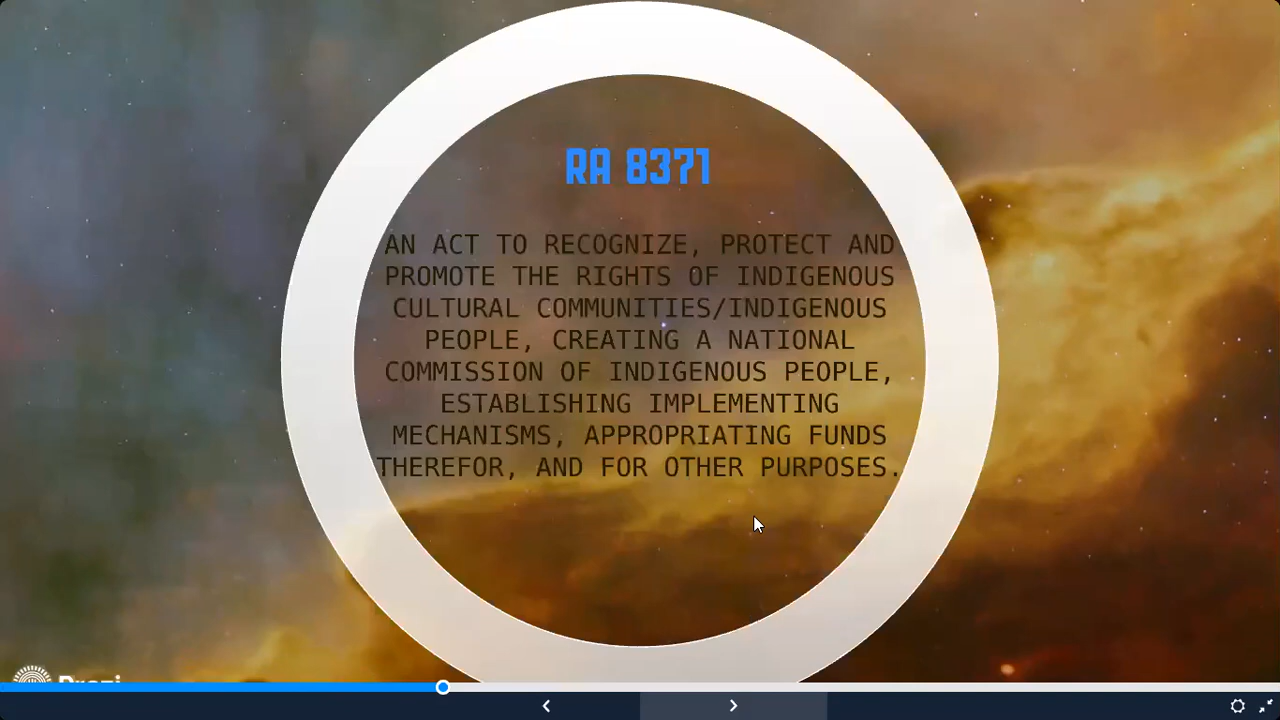 RA 8371
AN ACT TO RECOGNIZE, PROTECT AND
PROMOTE THE RIGHTS OF INDIGENOUS
CULTURAL COMMUNITIES/INDIGENOUS
PEOPLE, CREATING A NATIONAL
COMMISSION OF INDIGENOUS PEOPLE,
ESTABLISHING IMPLEMENTING
MECHANISMS, APPROPRIATING FUNDS
THEREFOR, AND FOR OTHER PURPOSES.
Prezi